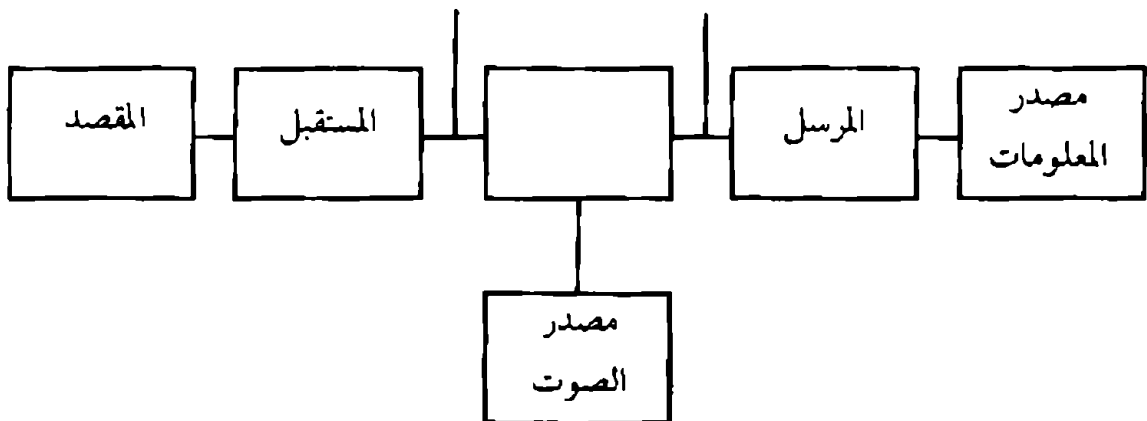 مصدر
المعلومات
المرسل
المستقبل
المقصد
مصدر
الصوت